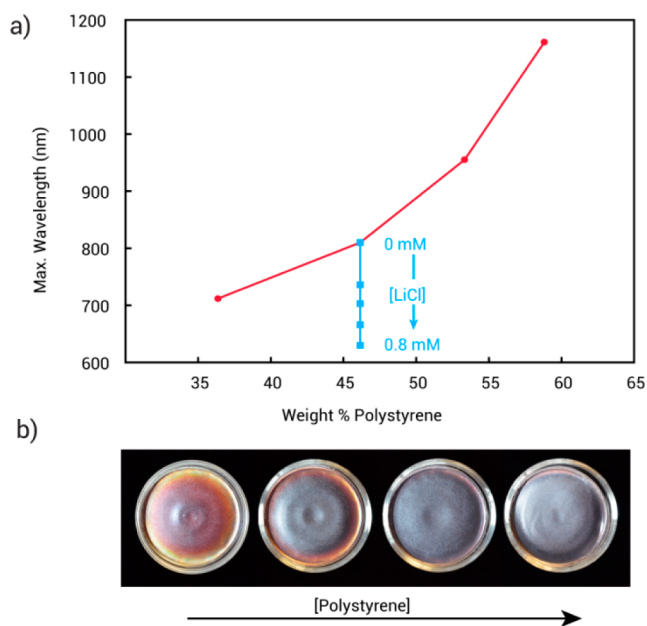 a)
1200
1100
1000
900
800
700
600
Max. Wavelength (nm)
0 mM
[LiCl]
0.8 mM
35 40 45 50 55 60 65
Weight % Polystyrene
b)
[Polystyrene]